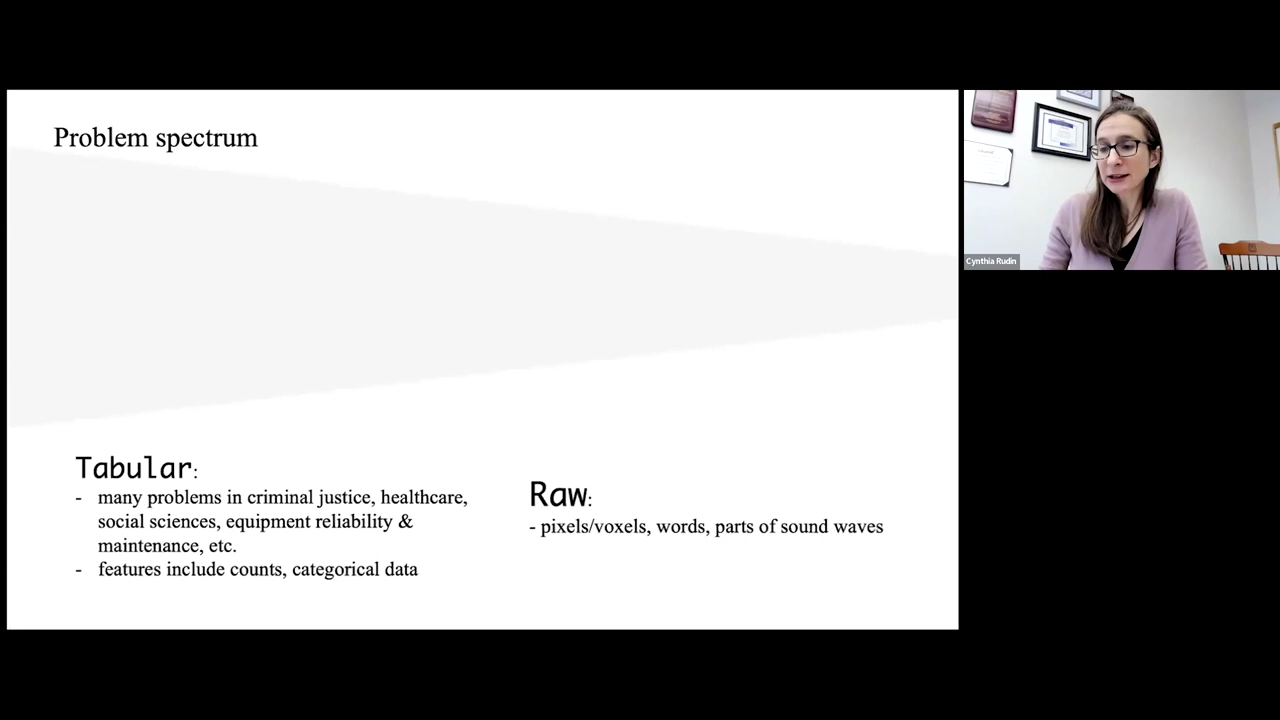 Problem spectrum
Tabular:
- many problems in criminal justice, healthcare,
social sciences, equipment reliability &
maintenance, etc.
- features include counts, categorical data
Raw:
- pixels/voxels, words, parts of sound waves
Cynthia Rudin